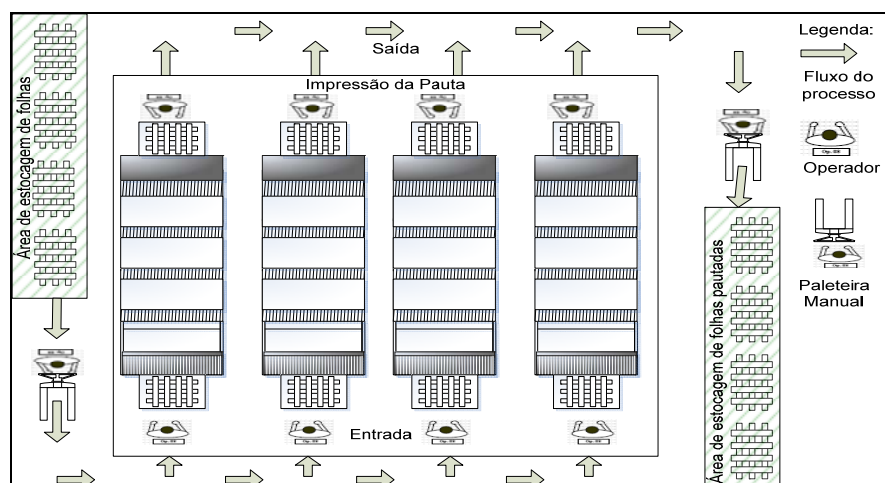 Saída
Legenda:
Impressão da Pauta
Fluxo do
processo
Área de estocagem de folhas
Operador
Paleteira
Manual
Entrada
Área de estocagem de folhas pautadas